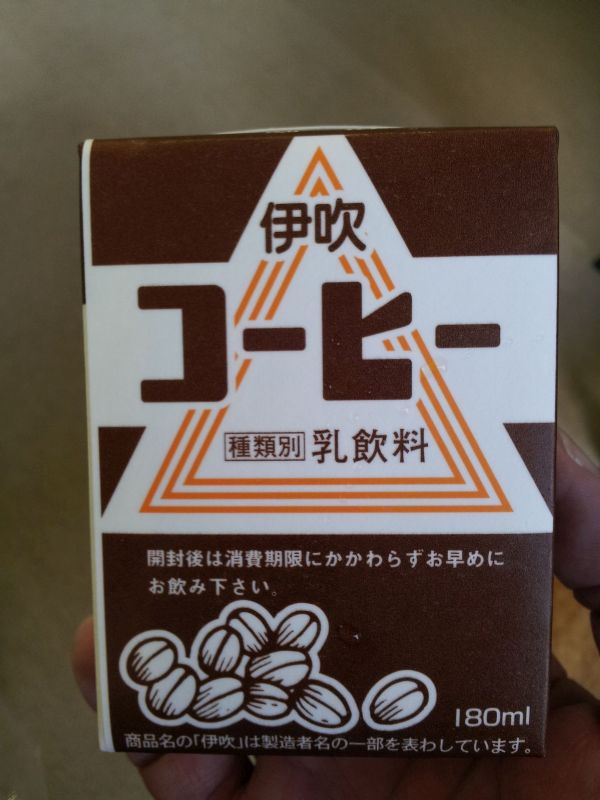 伊吹
コーヒー
種類別 乳飲料
開封後は消費期限にかかわらずお早めに
お飲み下さい。
180ml
商品名の「伊吹」は製造者名の一部を表わしています。